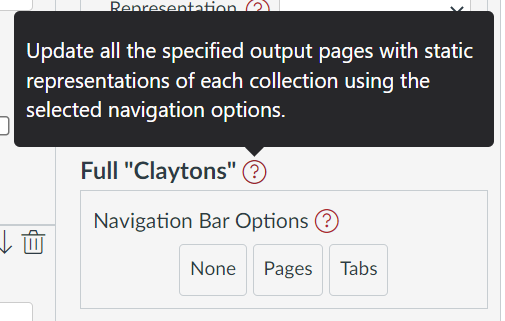 Representation ?
Update all the specified output pages with static
representations of each collection using the
selected navigation options.
Full "Claytons" ?
Navigation Bar Options ?
None Pages Tabs